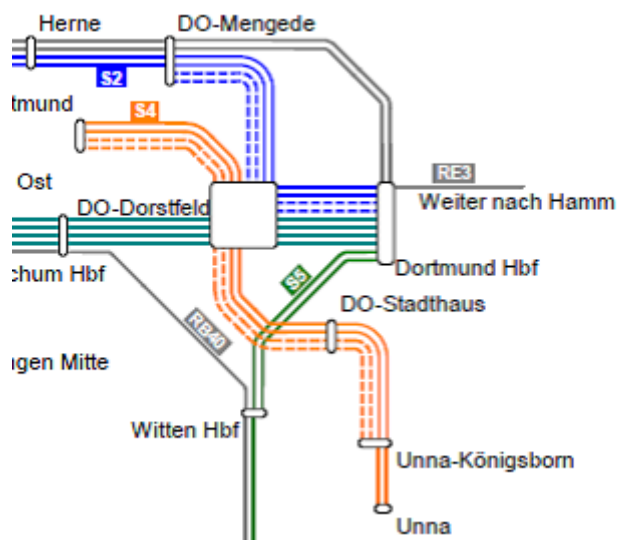 Herne
DO-Mengede
S2
tmund
S4
RE3
Ost
Weiter nach Hamm
DO-Dorstfeld
chum Hbf
Dortmund Hbf
S5
DO-Stadthaus
RB40
gen Mitte
Witten Hbf
Unna-Königsborn
Unna